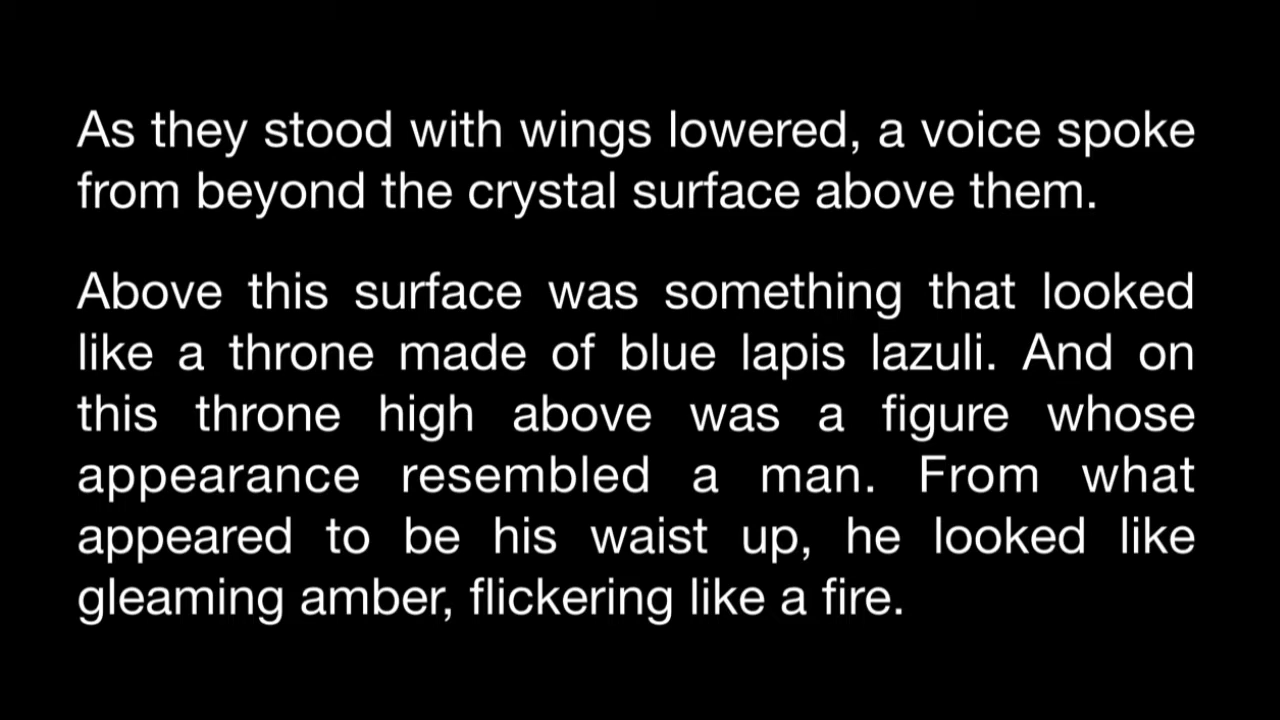 As they stood with wings lowered, a voice spoke
from beyond the crystal surface above them.
Above this surface was something that looked
like a throne made of blue lapis lazuli. And on
this throne high above was a figure whose
appearance resembled a man. From what
appeared to be his waist up, he looked like
gleaming amber, flickering like a fire.